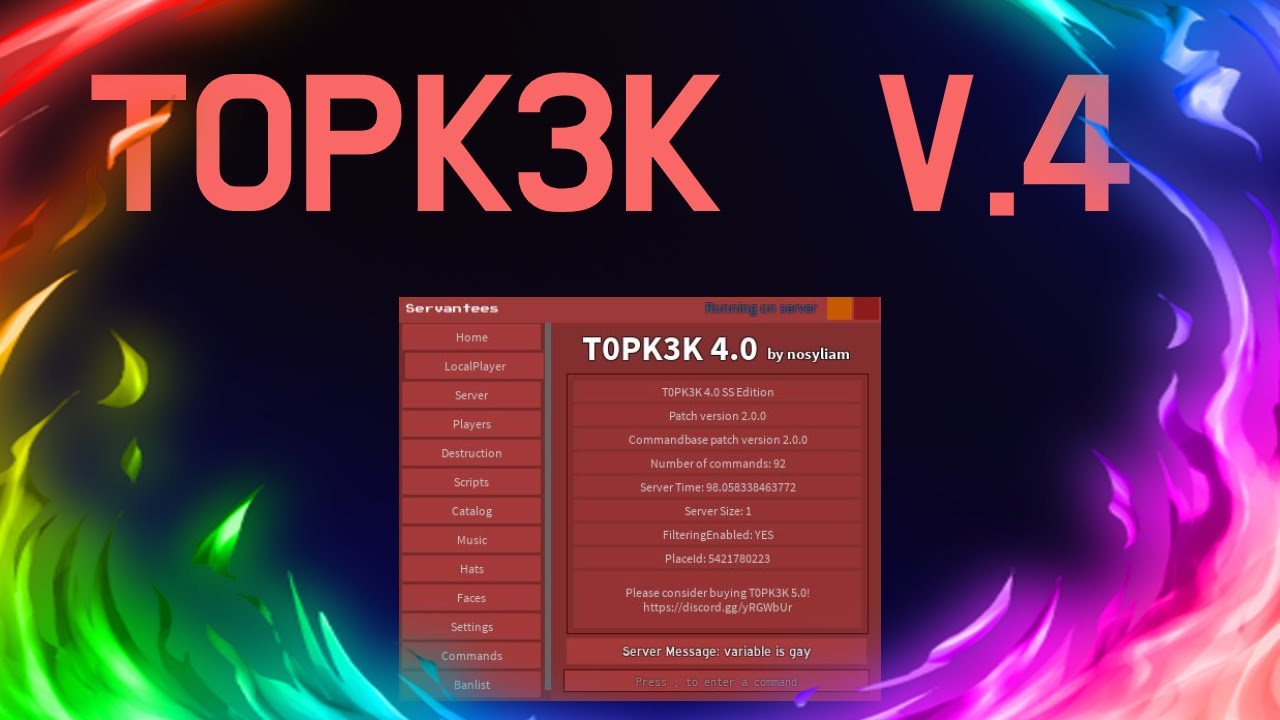 T0PK3K V.4
Servantees
Running on server
Home
LocalPlayer
Server
Players
Destruction
Scripts
Catalog
Music
Hats
Faces
Settings
Commands
Banlist
T0PK3K 4.0 by nosyliam
T0PK3K 4.0 SS Edition
Patch version 2.0.0
Commandbase patch version 2.0.0
Number of commands: 92
Server Time: 98.058338463772
Server Size: 1
FilteringEnabled: YES
PlaceId: 5421780223
Please consider buying T0PK3K 5.0!
https://discord.gg/yRGWbUr
Server Message: variable is gay
Press ; to enter a command